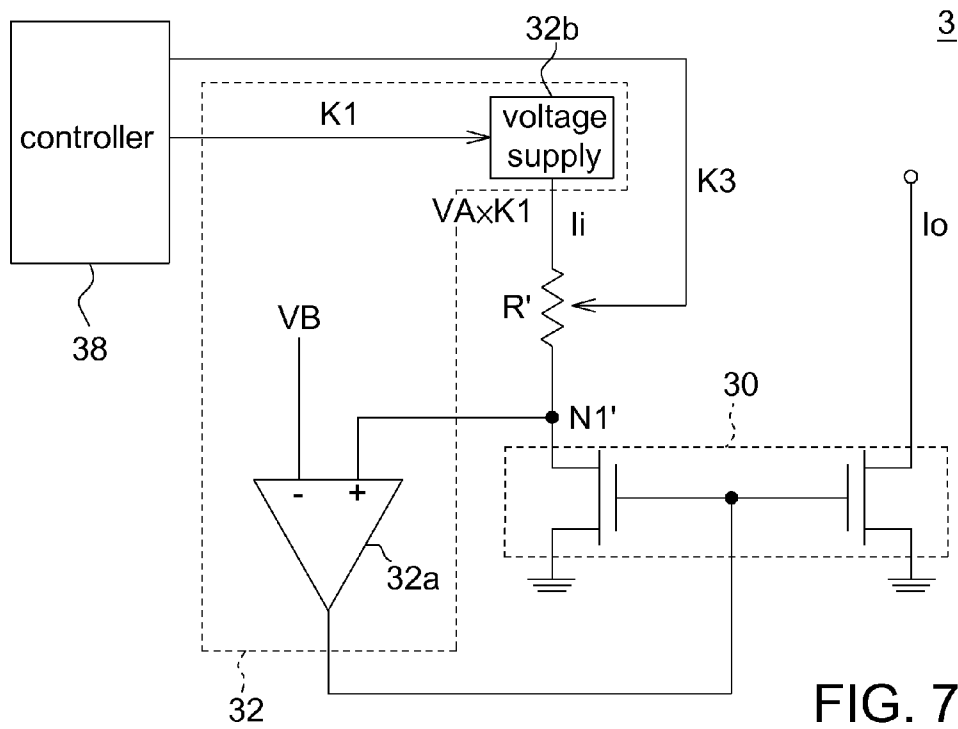 32b
3
controller
K1
voltage
supply
K3
VAxK1
Ii
Io
R'
38
VB
30
N1'
- +
32a
32
FIG. 7